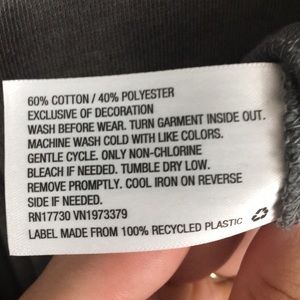 60% COTTON / 40% POLYESTER
EXCLUSIVE OF DECORATION
WASH BEFORE WEAR. TURN GARMENT INSIDE OUT.
MACHINE WASH COLD WITH LIKE COLORS.
GENTLE CYCLE. ONLY NON-CHLORINE
BLEACH IF NEEDED. TUMBLE DRY LOW.
REMOVE PROMPTLY. COOL IRON ON REVERSE
SIDE IF NEEDED.
RN17730 VN1973379
LABEL MADE FROM 100% RECYCLED PLASTIC